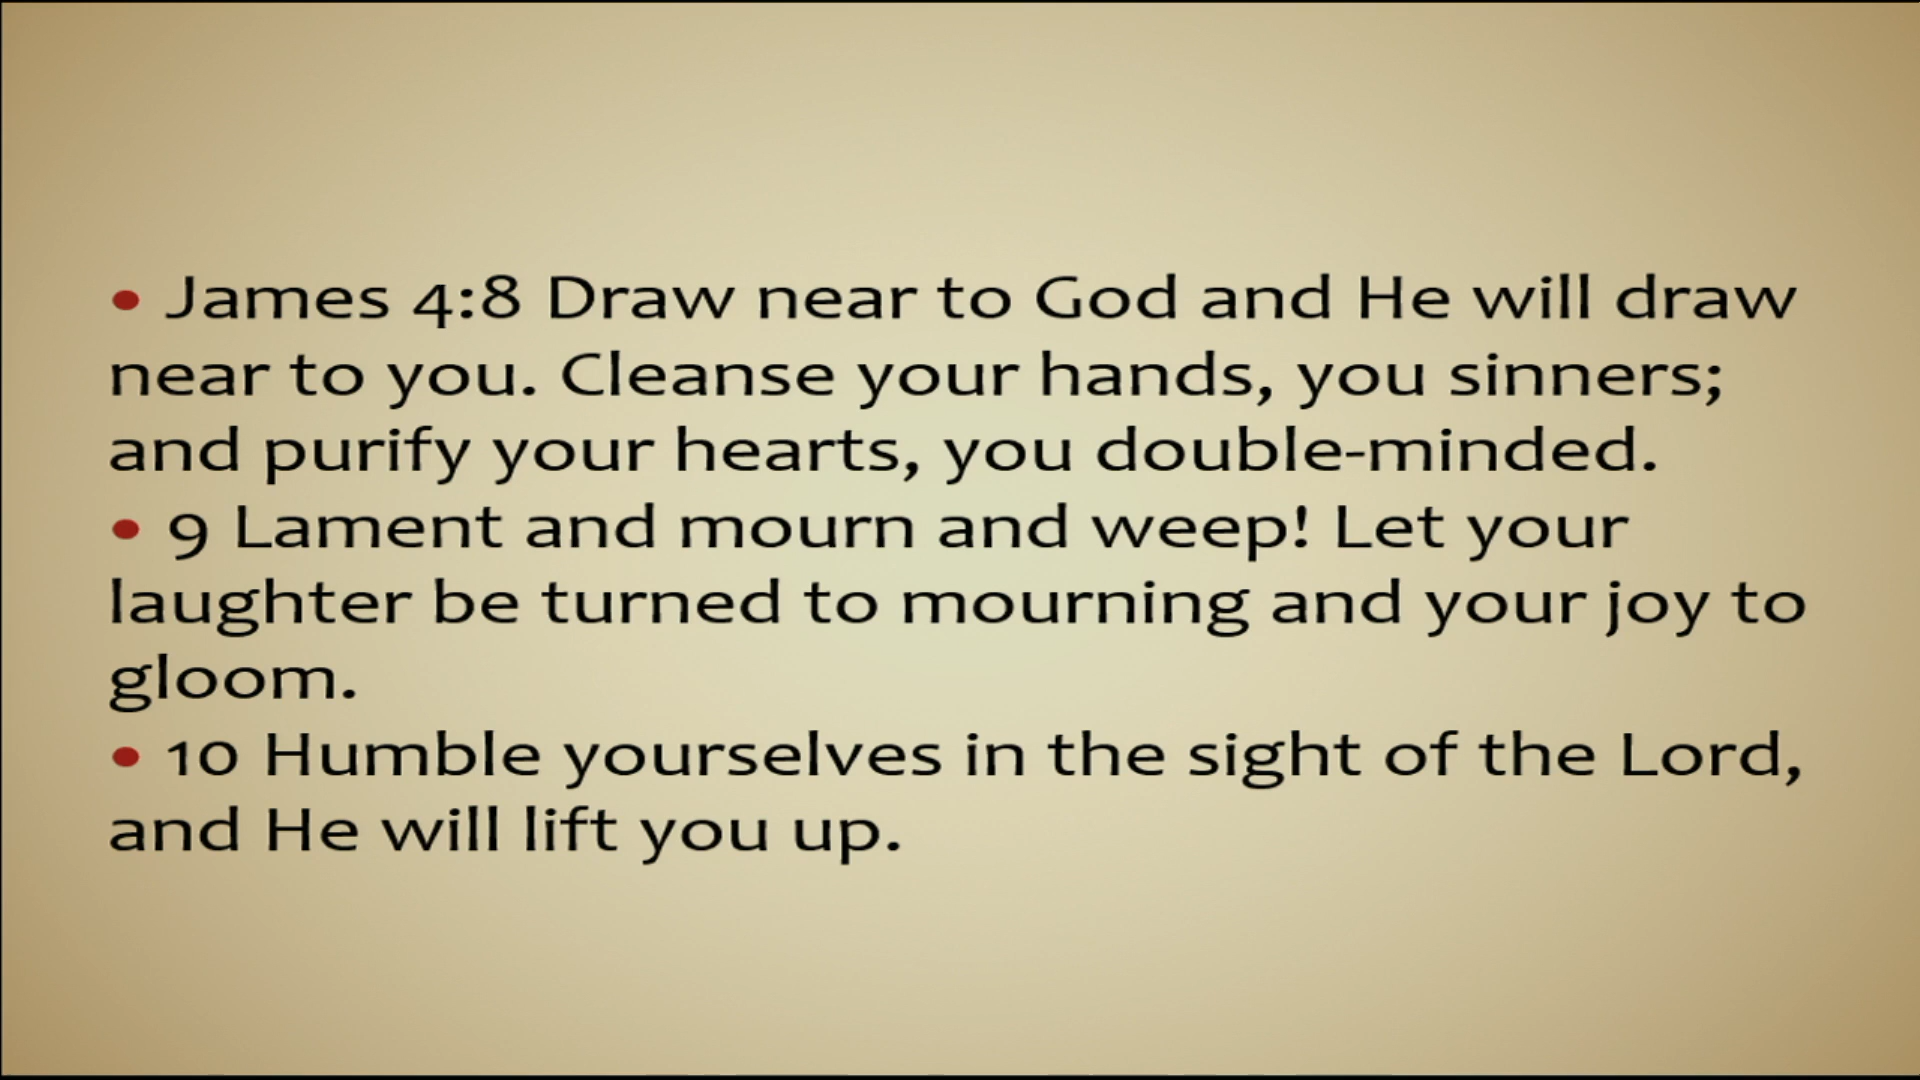 • James 4:8 Draw near to God and He will draw
near to you. Cleanse your hands, you sinners;
and purify your hearts, you double-minded.
• 9 Lament and mourn and weep! Let your
laughter be turned to mourning and your joy to
gloom.
• 10 Humble yourselves in the sight of the Lord,
and He will lift you up.